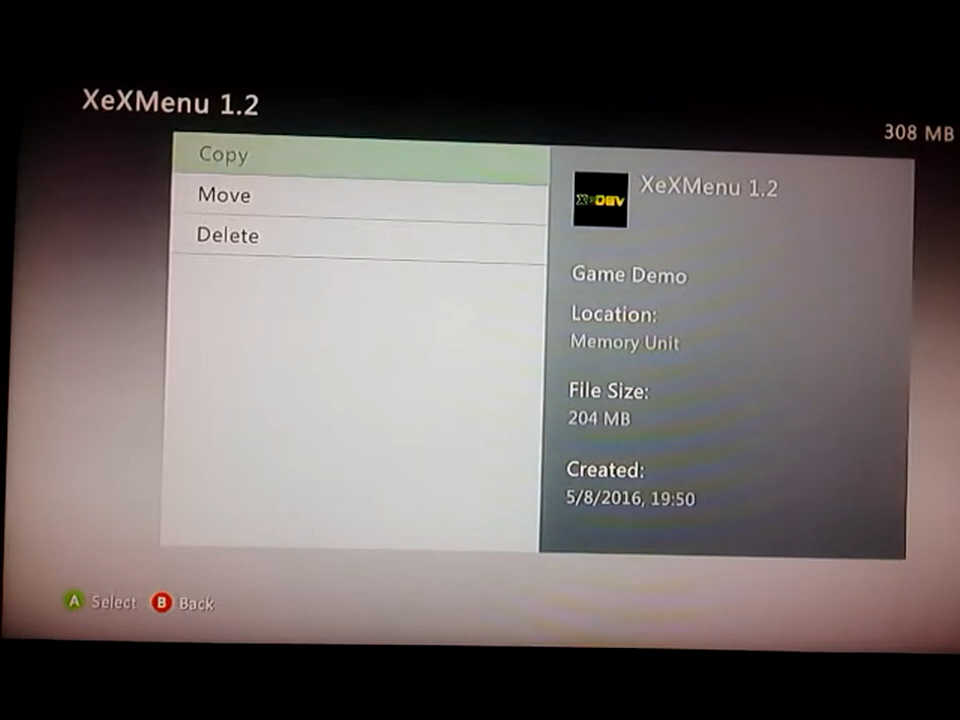 XeXMenu 1.2
308 MB
Copy
Move
Delete
XeXMenu 1.2
Game Demo
Location:
Memory Unit
File Size:
204 MB
Created:
5/8/2016, 19:50
A Select B Back